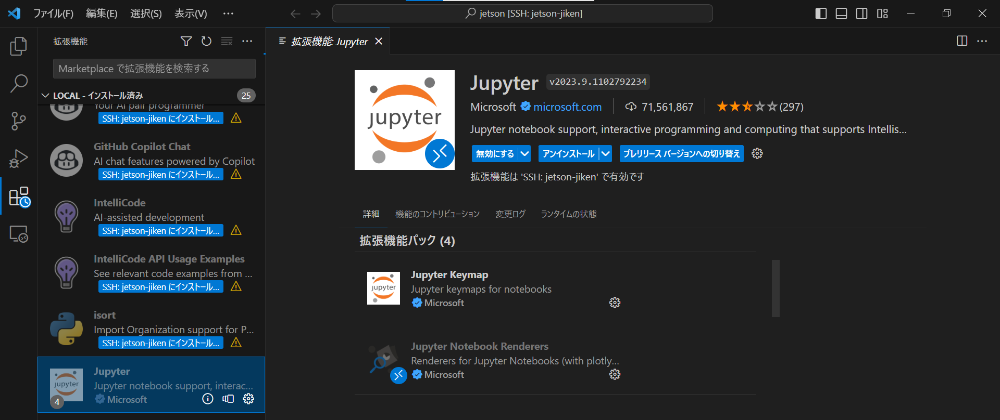 ファイル(F) 編集(E) 選択(S) 表示(V) ···
jetson [SSH: jetson-jiken]
拡張機能
Marketplace で拡張機能を検索する
LOCAL - インストール済み 25
Your AI pair programmer
SSH: jetson-jiken にインストール...
GitHub Copilot Chat
AI chat features powered by Copilot
SSH: jetson-jiken にインストール...
IntelliCode
AI-assisted development
SSH: jetson-jiken にインストール...
IntelliCode API Usage Examples
See relevant code examples from ...
SSH: jetson-jiken にインストール...
isort
Import Organization support for P...
SSH: jetson-jiken にインストール...
jupyter
4
Jupyter
Jupyter notebook support, interac...
Microsoft
拡張機能: Jupyter
jupyter
Jupyter v2023.9.1102792234
Microsoft microsoft.com 71,561,867 (297)
Jupyter notebook support, interactive programming and computing that supports Intellis...
無効にする アンインストール プレリリース バージョンへの切り替え
拡張機能は 'SSH: jetson-jiken' で有効です
詳細 機能のコントリビューション 変更ログ ランタイムの状態
拡張機能パック (4)
jupyter
Jupyter Keymap
Jupyter keymaps for notebooks
Microsoft
Jupyter Notebook Renderers
Renderers for Jupyter Notebooks (with plotly...
Microsoft